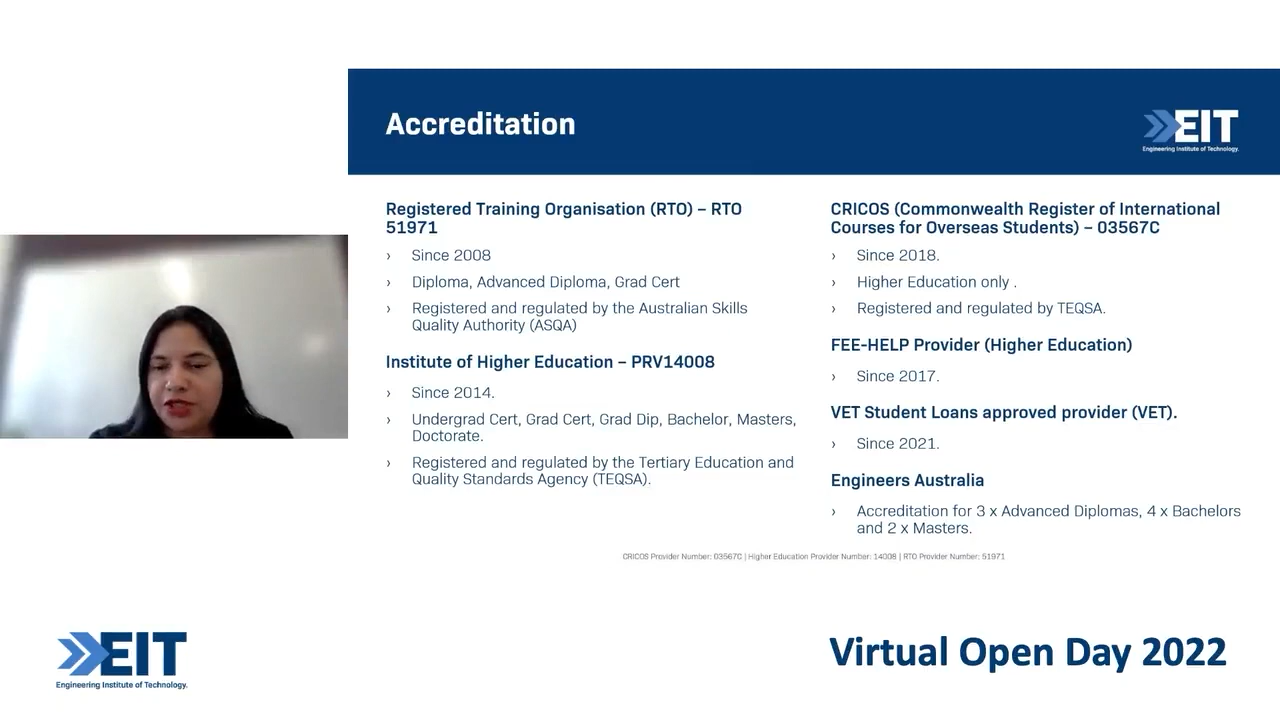 Accreditation
EIT
Engineering Institute of Technology.
Registered Training Organisation (RTO) – RTO
51971
› Since 2008
› Diploma, Advanced Diploma, Grad Cert
› Registered and regulated by the Australian Skills
Quality Authority (ASQA)
Institute of Higher Education – PRV14008
› Since 2014.
› Undergrad Cert, Grad Cert, Grad Dip, Bachelor, Masters,
Doctorate.
› Registered and regulated by the Tertiary Education and
Quality Standards Agency (TEQSA).
CRICOS (Commonwealth Register of International
Courses for Overseas Students) – 03567C
› Since 2018.
› Higher Education only .
› Registered and regulated by TEQSA.
FEE-HELP Provider (Higher Education)
› Since 2017.
VET Student Loans approved provider (VET).
› Since 2021.
Engineers Australia
› Accreditation for 3 x Advanced Diplomas, 4 x Bachelors
and 2 x Masters.
CRICOS Provider Number: 03567C | Higher Education Provider Number: 14008 | RTO Provider Number: 51971
EIT
Engineering Institute of Technology.
Virtual Open Day 2022